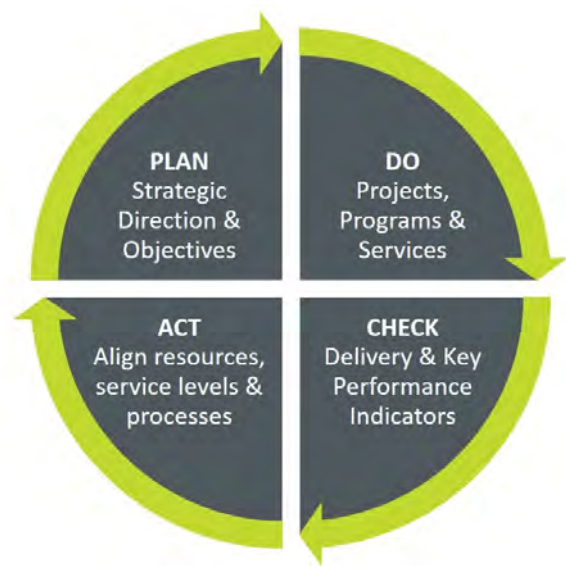 PLAN
Strategic
Direction &
Objectives
DO
Projects,
Programs &
Services
ACT
Align resources,
service levels &
processes
CHECK
Delivery & Key
Performance
Indicators